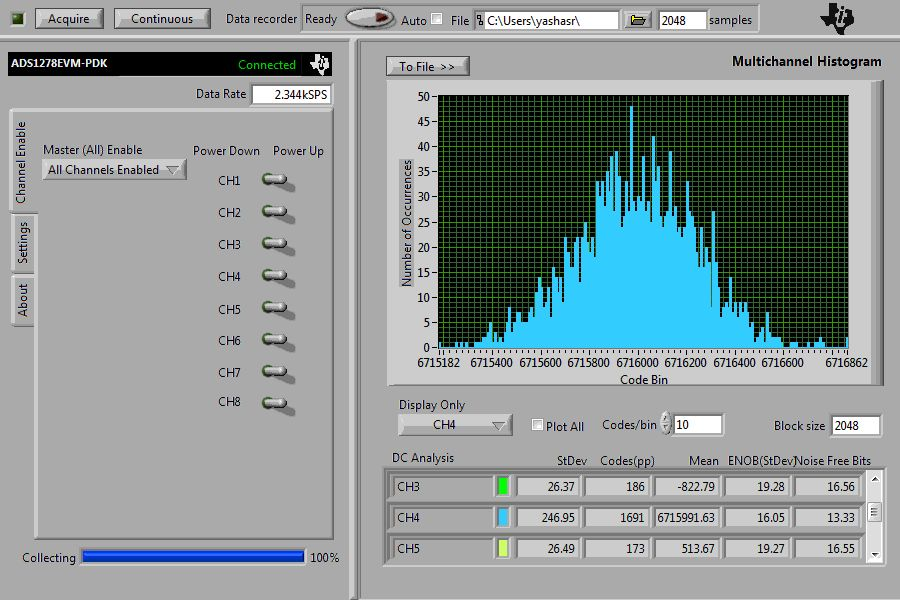 Acquire Continuous Data recorder Ready Auto File C:\Users\yashasr\ 2048 samples
ADS1278EVM-PDK Connected
Data Rate 2.344kSPS
Channel Enable
Settings
About
Master (All) Enable Power Down Power Up
All Channels Enabled
CH1
CH2
CH3
CH4
CH5
CH6
CH7
CH8
Collecting 100%
To File >> Multichannel Histogram
Number of Occurrences
50
45
40
35
30
25
20
15
10
5
0
6715182 6715400 6715600 6715800 6716000 6716200 6716400 6716600 6716862
Code Bin
Display Only
CH4 Plot All Codes/bin 10 Block size 2048
DC Analysis StDev Codes(pp) Mean ENOB(StDev) Noise Free Bits
CH3 26.37 186 -822.79 19.28 16.56
CH4 246.95 1691 6715991.63 16.05 13.33
CH5 26.49 173 513.67 19.27 16.55